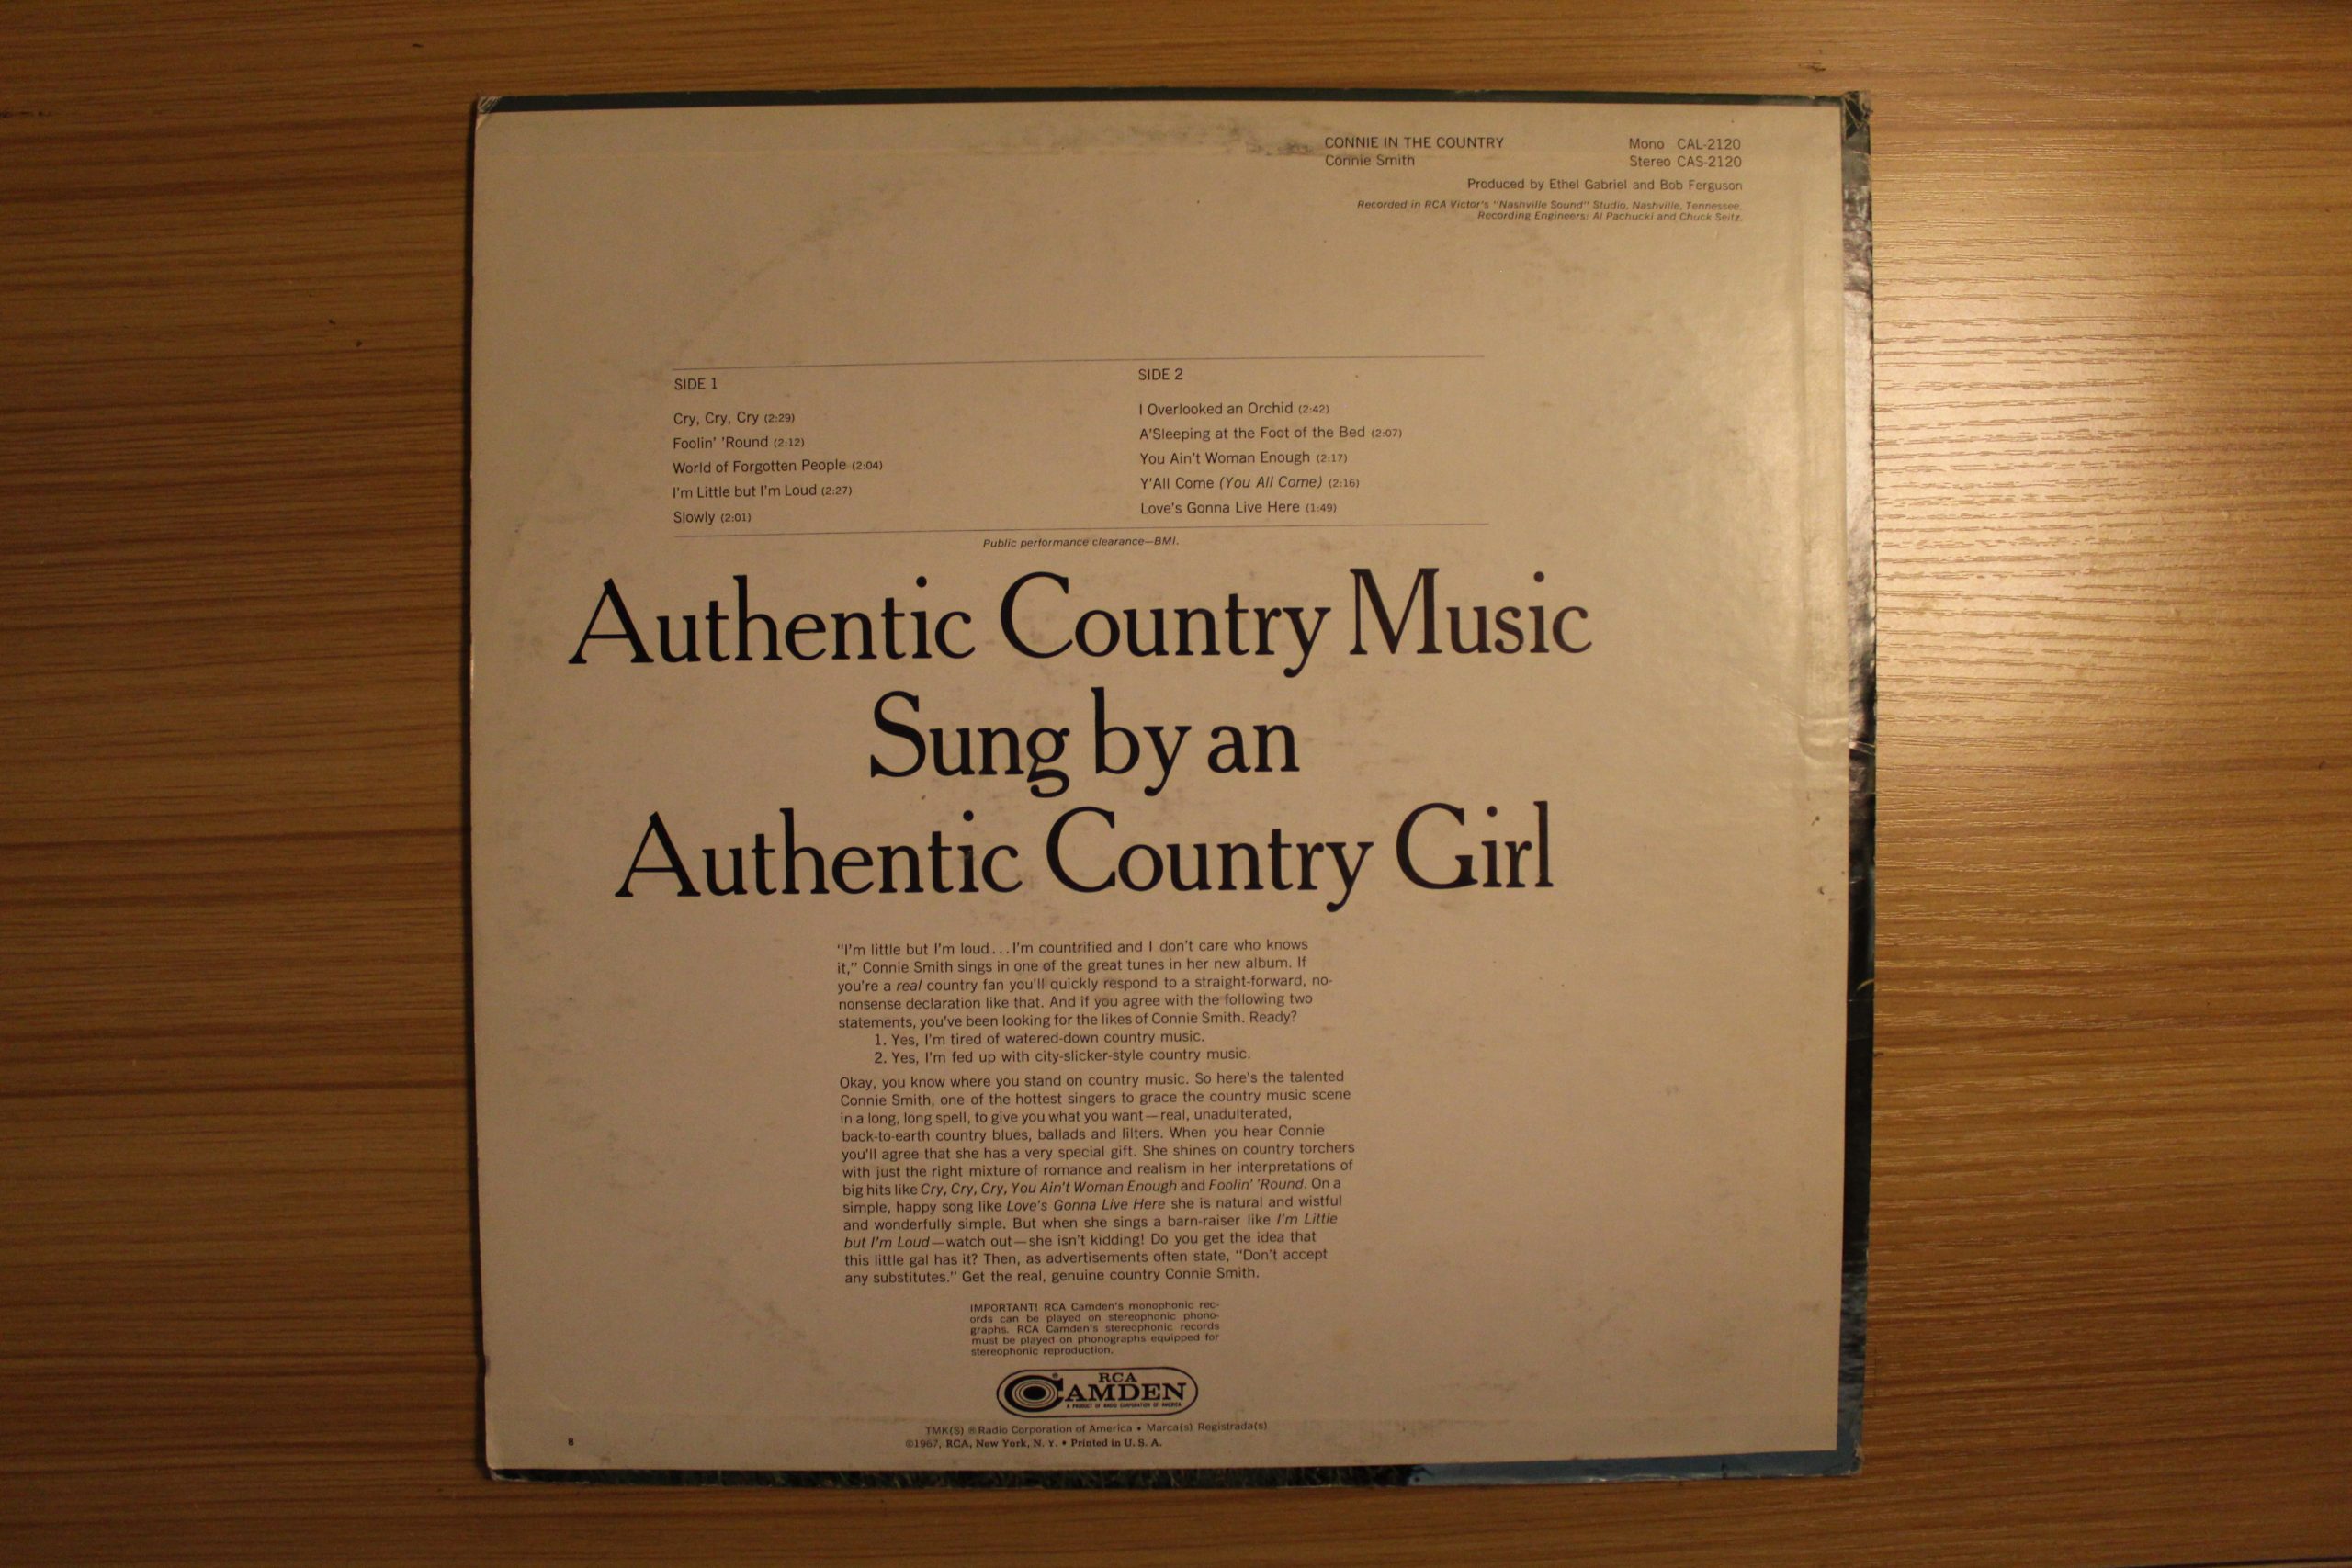 CONNIE IN THE COUNTRY Mono CAL-2120
Connie Smith Stereo CAS-2120
Produced by Ethel Gabriel and Bob Ferguson
Recorded in RCA Victor's "Nashville Sound" Studio, Nashville, Tennessee.
Recording Engineers: Al Pachucki and Chuck Seitz.
SIDE 1
Cry, Cry, Cry (2:29)
Foolin' 'Round (2:12)
World of Forgotten People (2:04)
I'm Little but I'm Loud (2:27)
Slowly (2:01)
SIDE 2
I Overlooked an Orchid (2:42)
A'Sleeping at the Foot of the Bed (2:07)
You Ain't Woman Enough (2:17)
Y'All Come (You All Come) (2:16)
Love's Gonna Live Here (1:49)
Public performance clearance—BMI.
Authentic Country Music
Sung by an
Authentic Country Girl
"I'm little but I'm loud...I'm countrified and I don't care who knows
it," Connie Smith sings in one of the great tunes in her new album. If
you're a real country fan you'll quickly respond to a straight-forward, no-
nonsense declaration like that. And if you agree with the following two
statements, you've been looking for the likes of Connie Smith. Ready?
1. Yes, I'm tired of watered-down country music.
2. Yes, I'm fed up with city-slicker-style country music.
Okay, you know where you stand on country music. So here's the talented
Connie Smith, one of the hottest singers to grace the country music scene
in a long, long spell, to give you what you want—real, unadulterated,
back-to-earth country blues, ballads and lilters. When you hear Connie
you'll agree that she has a very special gift. She shines on country torchers
with just the right mixture of romance and realism in her interpretations of
big hits like Cry, Cry, Cry, You Ain't Woman Enough and Foolin' 'Round. On a
simple, happy song like Love's Gonna Live Here she is natural and wistful
and wonderfully simple. But when she sings a barn-raiser like I'm Little
but I'm Loud—watch out—she isn't kidding! Do you get the idea that
this little gal has it? Then, as advertisements often state, "Don't accept
any substitutes." Get the real, genuine country Connie Smith.
IMPORTANT! RCA Camden's monophonic rec-
ords can be played on stereophonic phono-
graphs. RCA Camden's stereophonic records
must be played on phonographs equipped for
stereophonic reproduction.
RCA
CAMDEN
A PRODUCT OF RADIO CORPORATION OF AMERICA
TMK(S) ® Radio Corporation of America • Marca(s) Registrada(s)
©1967, RCA, New York, N. Y. • Printed in U. S. A.
8